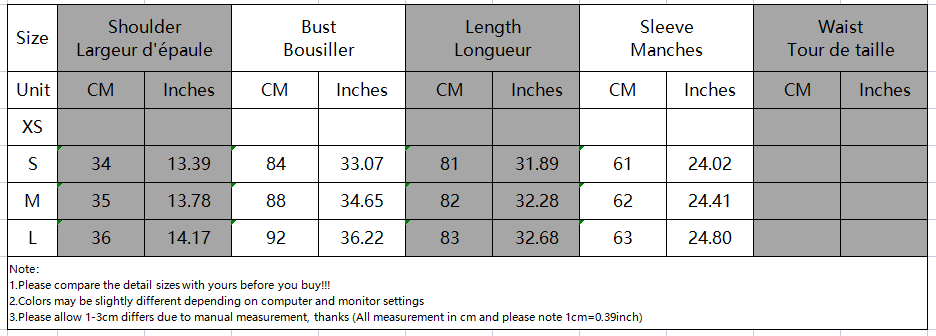 Size Shoulder Bust Length Sleeve Waist
Largeur d'épaule Bousiller Longueur Manches Tour de taille
Unit CM Inches CM Inches CM Inches CM Inches CM Inches
XS
S 34 13.39 84 33.07 81 31.89 61 24.02
M 35 13.78 88 34.65 82 32.28 62 24.41
L 36 14.17 92 36.22 83 32.68 63 24.80
Note:
1.Please compare the detail sizes with yours before you buy!!!
2.Colors may be slightly different depending on computer and monitor settings
3.Please allow 1-3cm differs due to manual measurement, thanks (All measurement in cm and please note 1cm=0.39inch)